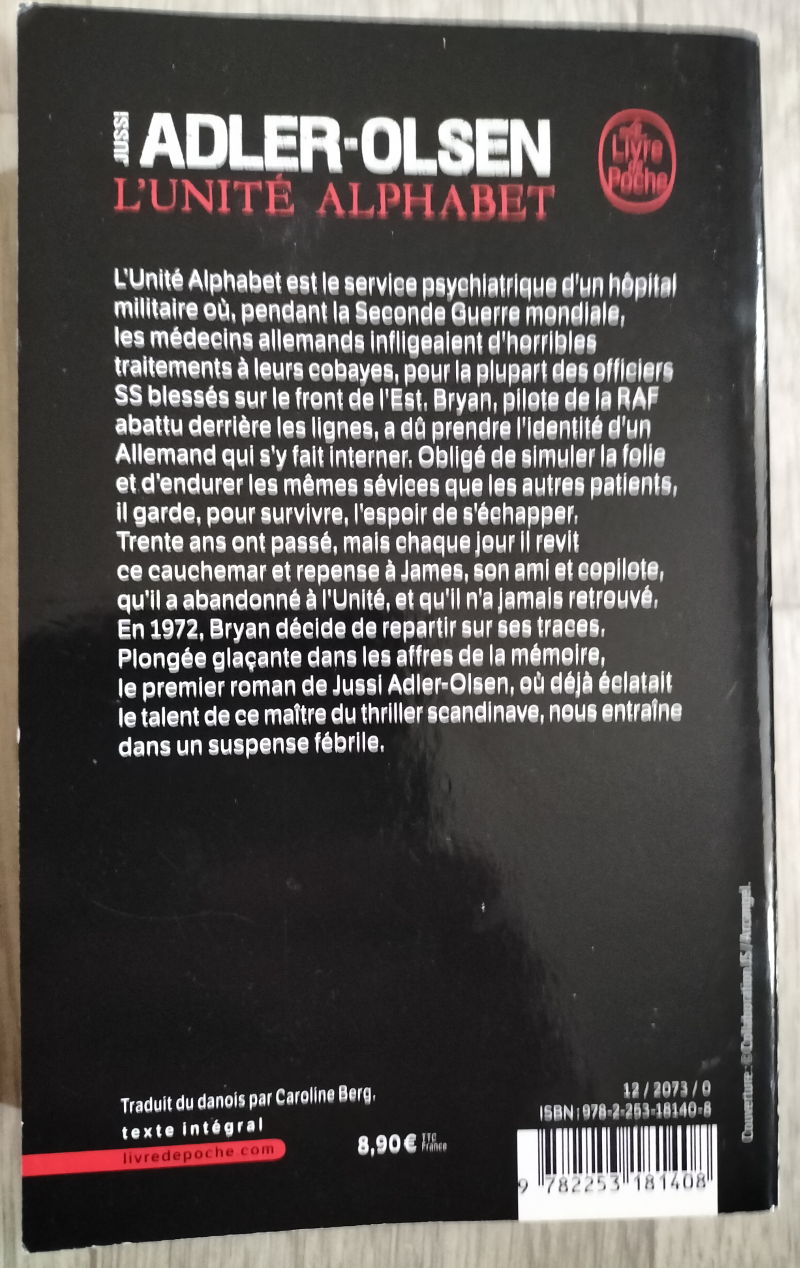 JUSSI
ADLER-OLSEN
L'UNITÉ ALPHABET
Le
Livre
de
Poche
L'Unité Alphabet est le service psychiatrique d'un hôpital
militaire où, pendant la Seconde Guerre mondiale,
les médecins allemands infligeaient d'horribles
traitements à leurs cobayes, pour la plupart des officiers
SS blessés sur le front de l'Est. Bryan, pilote de la RAF
abattu derrière les lignes, a dû prendre l'identité d'un
Allemand qui s'y fait interner. Obligé de simuler la folie
et d'endurer les mêmes sévices que les autres patients,
il garde, pour survivre, l'espoir de s'échapper.
Trente ans ont passé, mais chaque jour il revit
ce cauchemar et repense à James, son ami et copilote,
qu'il a abandonné à l'Unité, et qu'il n'a jamais retrouvé.
En 1972, Bryan décide de repartir sur ses traces.
Plongée glaçante dans les affres de la mémoire,
le premier roman de Jussi Adler-Olsen, où déjà éclatait
le talent de ce maître du thriller scandinave, nous entraîne
dans un suspense fébrile.
Couverture : © Collaboration JS / Arcangel.
Traduit du danois par Caroline Berg.
texte intégral
livredepoche.com
8,90 € TTC France
12 / 2073 / 0
ISBN : 978-2-253-18140-8
9 782253 181408